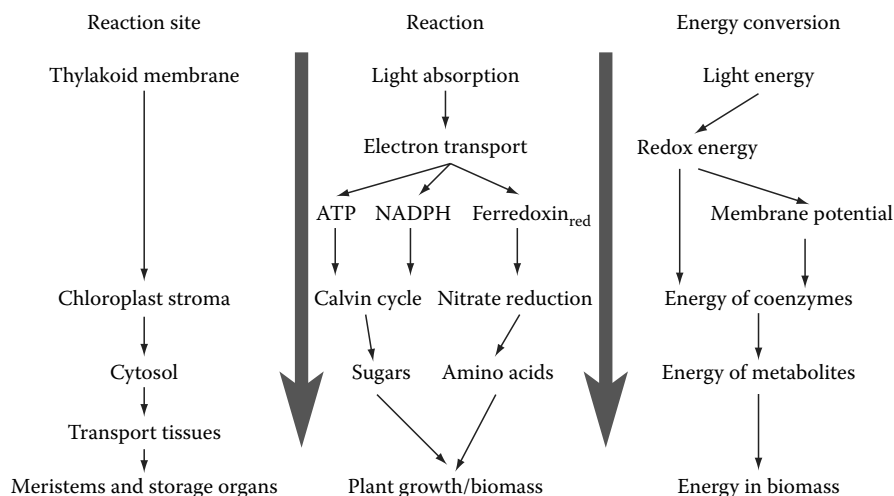 Reaction site Reaction Energy conversion
Thylakoid membrane Light absorption Light energy
Electron transport Redox energy
ATP NADPH Ferredoxin_red Membrane potential
Chloroplast stroma Calvin cycle Nitrate reduction Energy of coenzymes
Cytosol Sugars Amino acids Energy of metabolites
Transport tissues
Meristems and storage organs Plant growth/biomass Energy in biomass